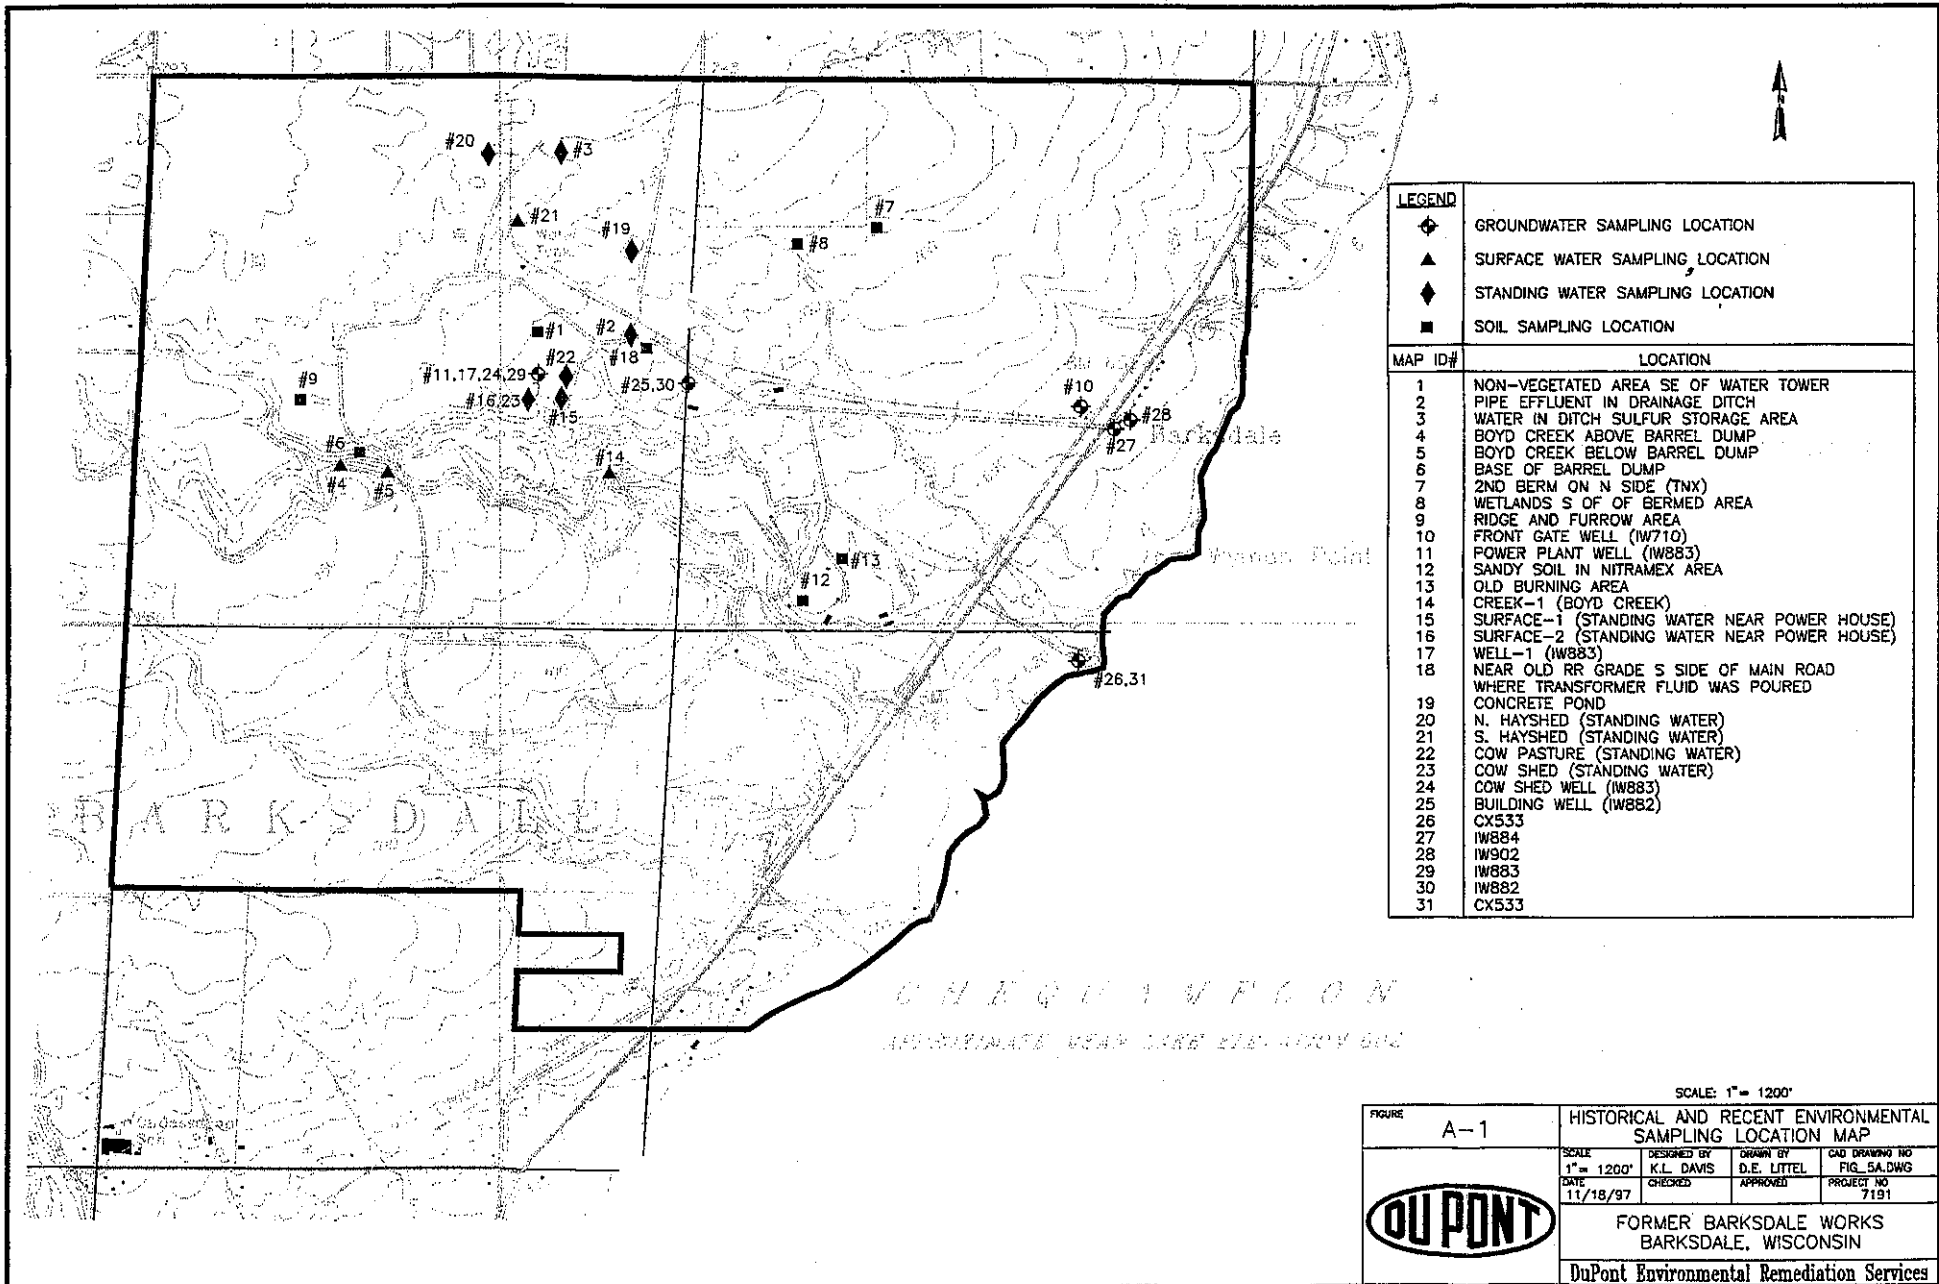 #20
#3
#21
#19
#7
#8
#1
#2
#18
#22
#11,17,24,29
#25,30
#16,23
#15
#9
#10
#28
#27
Barksdale
#6
#4
#5
#14
#13
#12
#26,31
BARKSDALE
CHEQUAMEGON
APPROXIMATE MEAN LAKE ELEVATION 602
N
LEGEND
GROUNDWATER SAMPLING LOCATION
SURFACE WATER SAMPLING LOCATION
STANDING WATER SAMPLING LOCATION
SOIL SAMPLING LOCATION
MAP ID# LOCATION
1 NON-VEGETATED AREA SE OF WATER TOWER
2 PIPE EFFLUENT IN DRAINAGE DITCH
3 WATER IN DITCH SULFUR STORAGE AREA
4 BOYD CREEK ABOVE BARREL DUMP
5 BOYD CREEK BELOW BARREL DUMP
6 BASE OF BARREL DUMP
7 2ND BERM ON N SIDE (TNX)
8 WETLANDS S OF OF BERMED AREA
9 RIDGE AND FURROW AREA
10 FRONT GATE WELL (IW710)
11 POWER PLANT WELL (IW883)
12 SANDY SOIL IN NITRAMEX AREA
13 OLD BURNING AREA
14 CREEK-1 (BOYD CREEK)
15 SURFACE-1 (STANDING WATER NEAR POWER HOUSE)
16 SURFACE-2 (STANDING WATER NEAR POWER HOUSE)
17 WELL-1 (IW883)
18 NEAR OLD RR GRADE S SIDE OF MAIN ROAD
WHERE TRANSFORMER FLUID WAS POURED
19 CONCRETE POND
20 N. HAYSHED (STANDING WATER)
21 S. HAYSHED (STANDING WATER)
22 COW PASTURE (STANDING WATER)
23 COW SHED (STANDING WATER)
24 COW SHED WELL (IW883)
25 BUILDING WELL (IW882)
26 CX533
27 IW884
28 IW902
29 IW883
30 IW882
31 CX533
SCALE: 1"= 1200'
FIGURE
A-1
HISTORICAL AND RECENT ENVIRONMENTAL
SAMPLING LOCATION MAP
SCALE DESIGNED BY DRAWN BY CAD DRAWING NO
1"= 1200' K.L. DAVIS D.E. LITTEL FIG_5A.DWG
DATE CHECKED APPROVED PROJECT NO
11/18/97 7191
DU PONT
FORMER BARKSDALE WORKS
BARKSDALE, WISCONSIN
DuPont Environmental Remediation Services